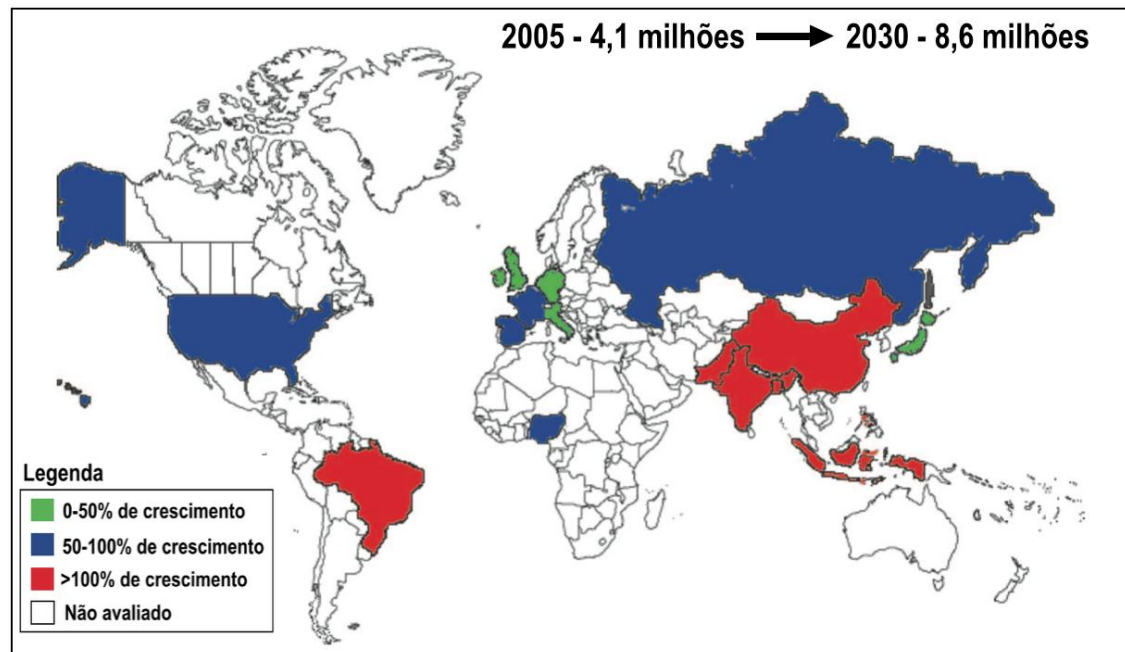 2005 - 4,1 milhões → 2030 - 8,6 milhões
Legenda
0-50% de crescimento
50-100% de crescimento
>100% de crescimento
Não avaliado